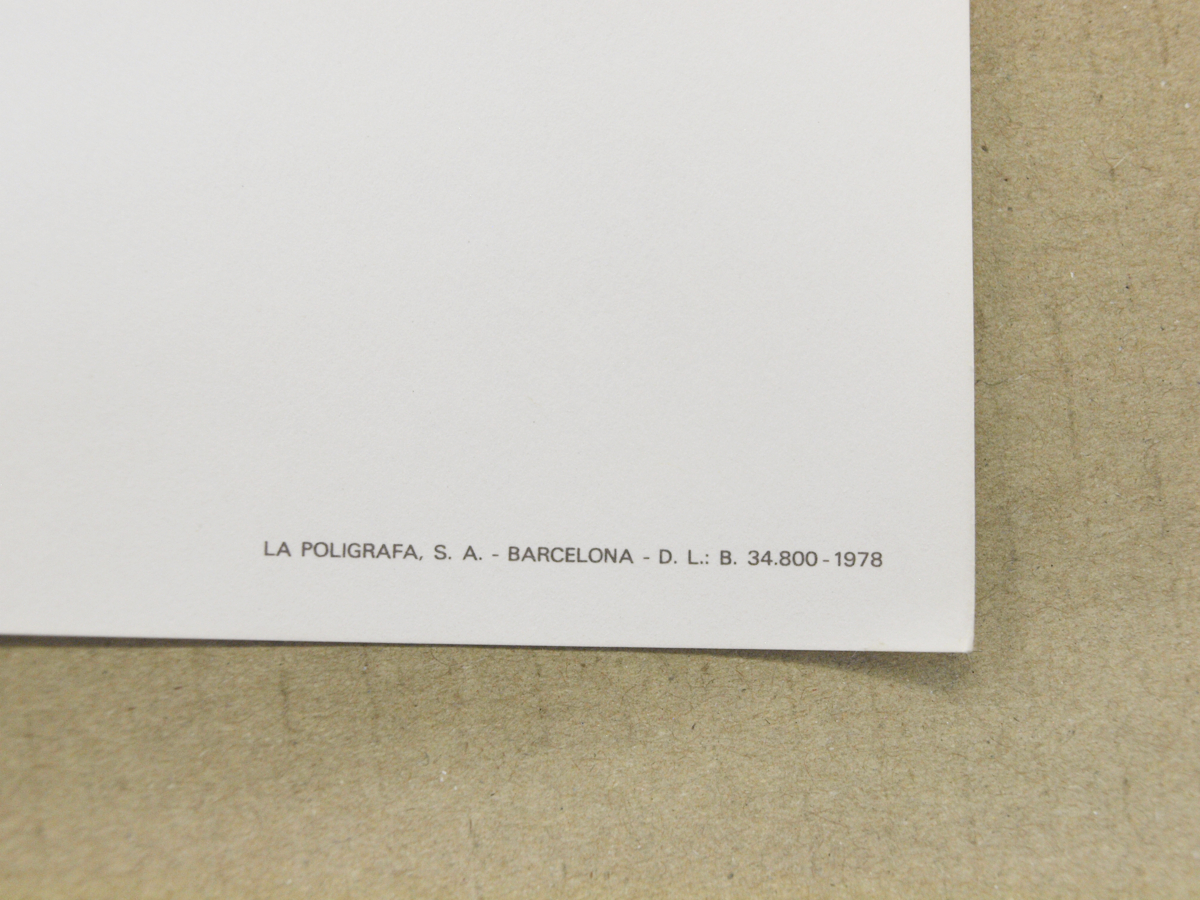 LA POLIGRAFA, S. A. - BARCELONA - D. L.: B. 34.800 - 1978